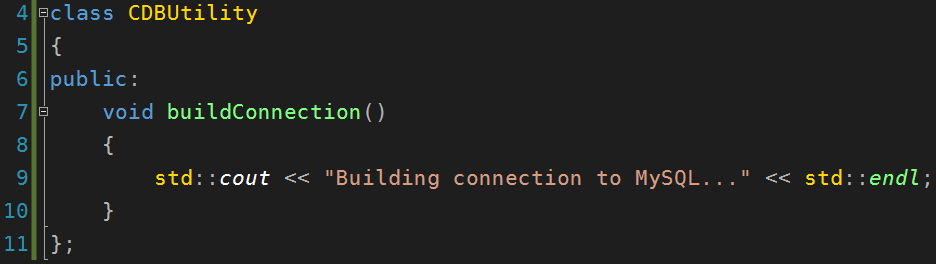 4 class CDBUtility
5 {
6 public:
7     void buildConnection()
8     {
9         std::cout << "Building connection to MySQL..." << std::endl;
10     }
11 };